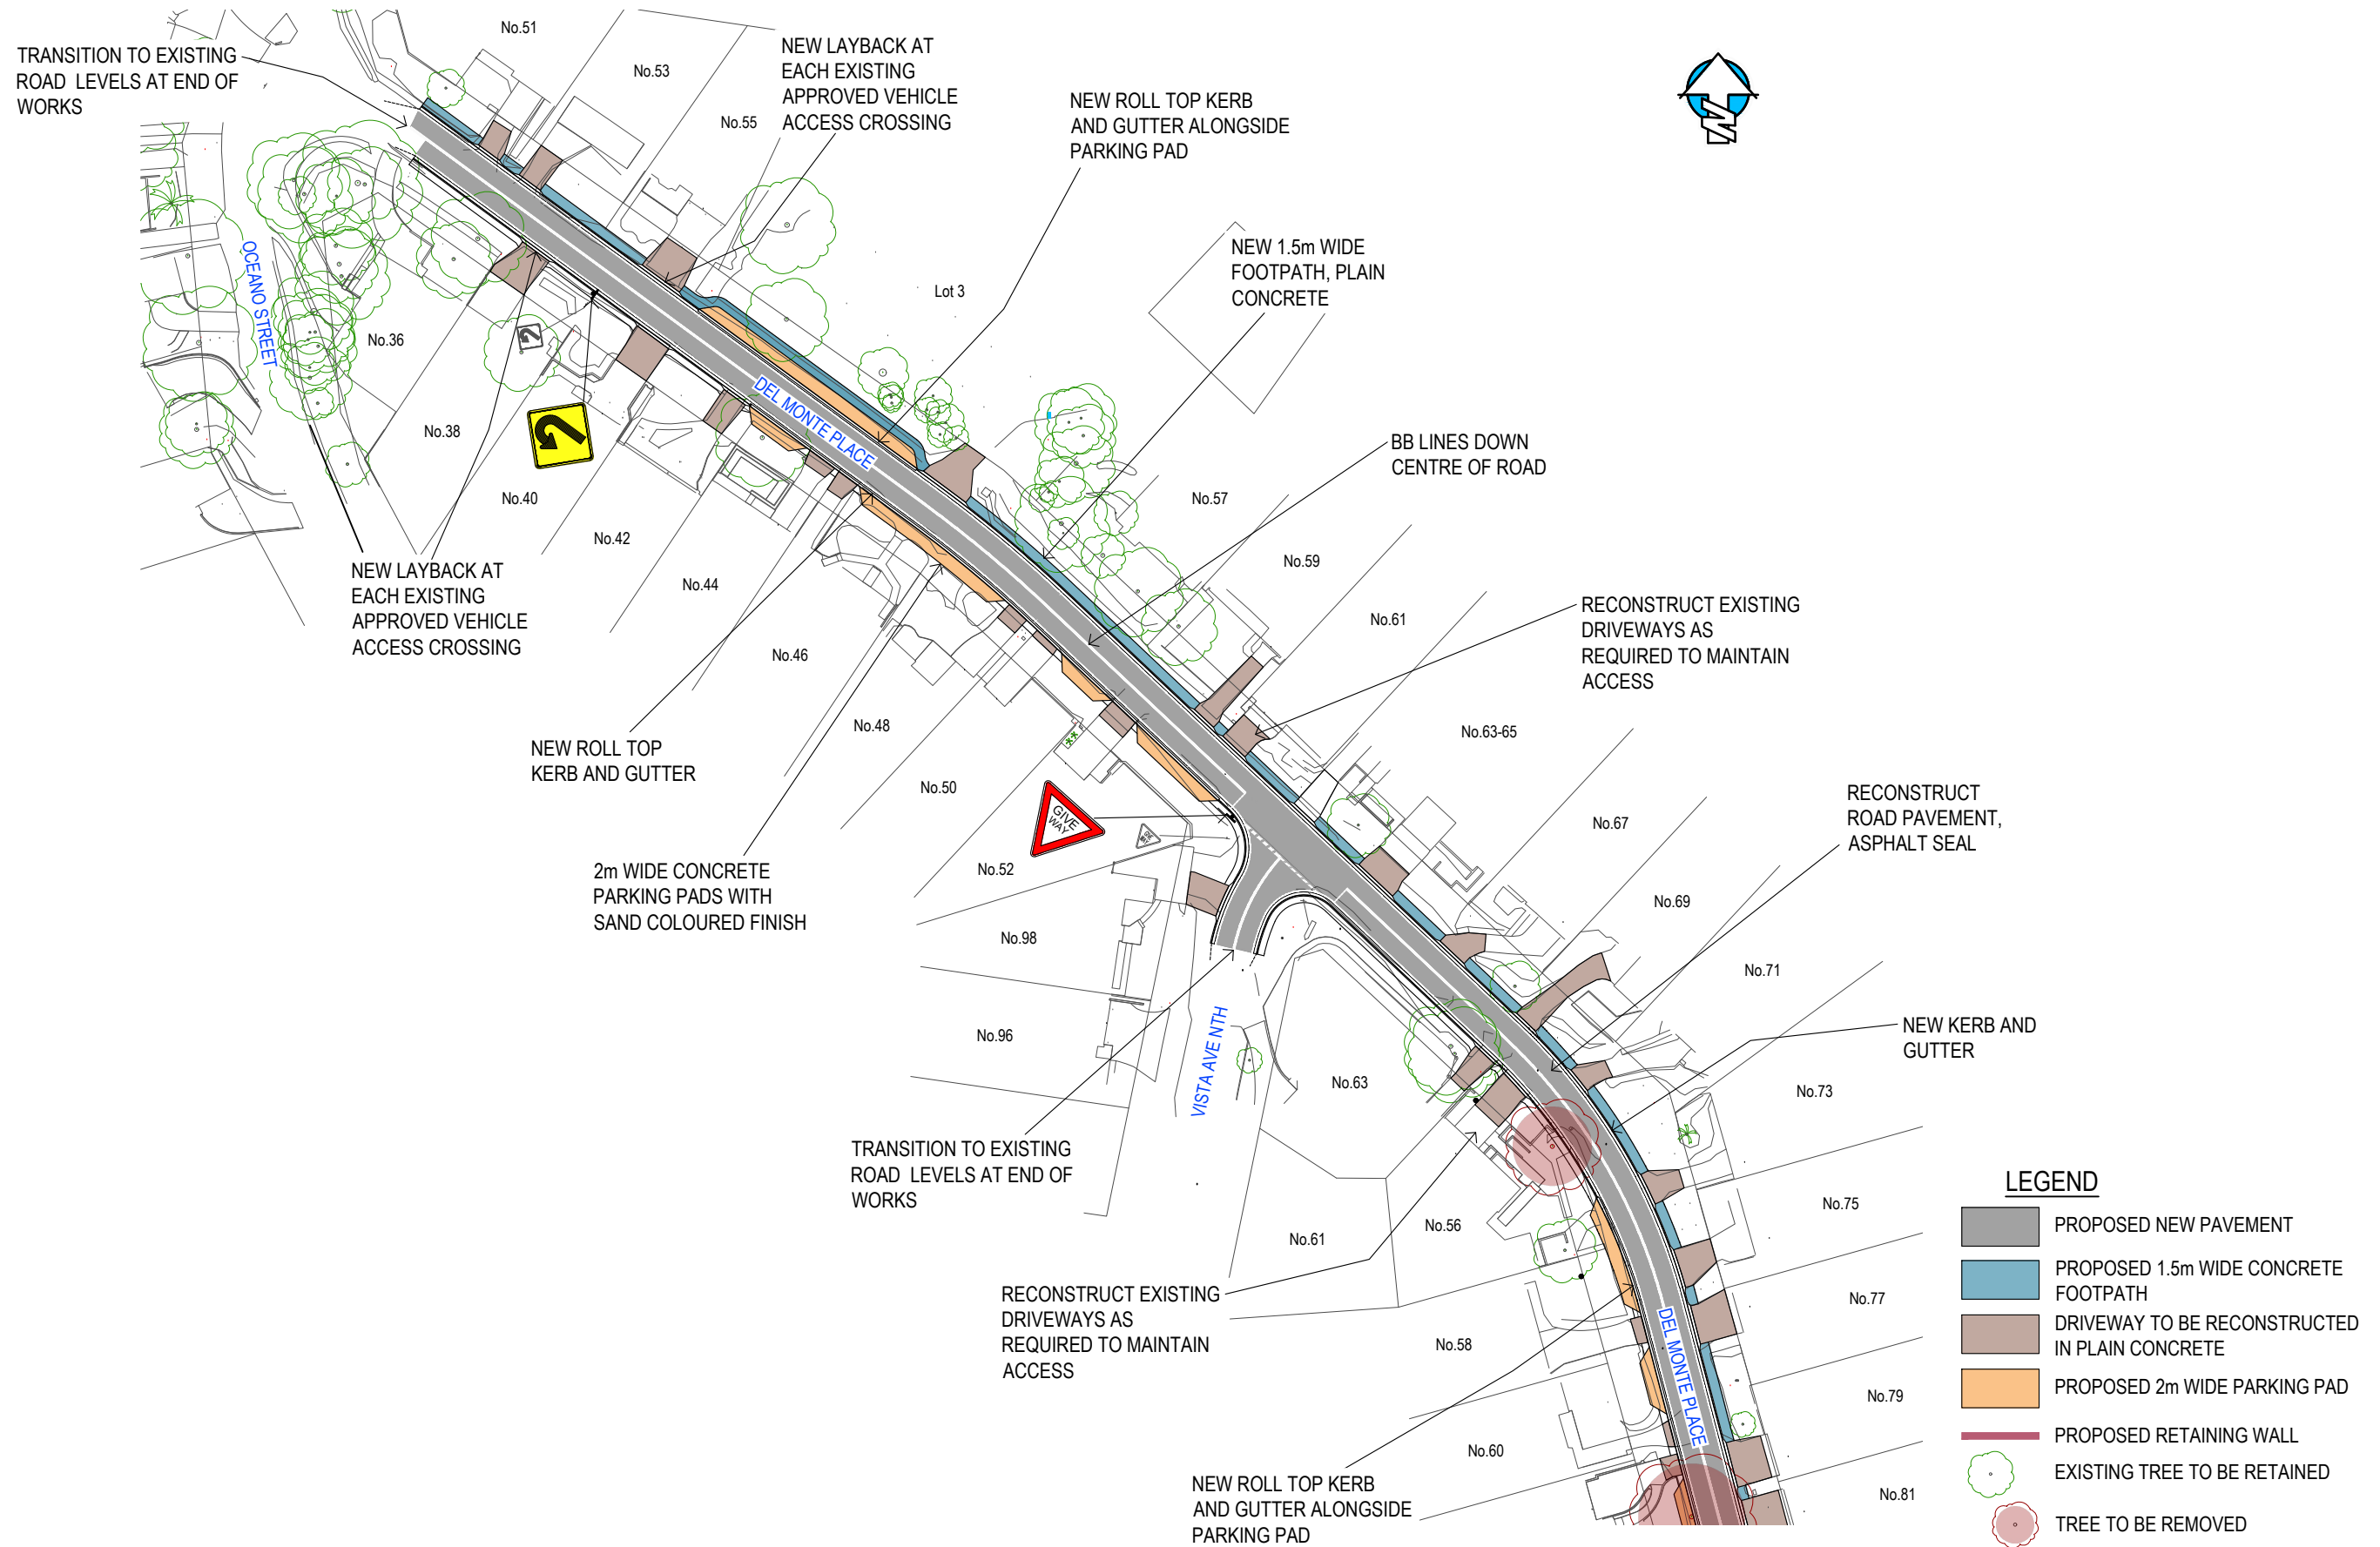 No.51
TRANSITION TO EXISTING
ROAD LEVELS AT END OF
WORKS
No.53
NEW LAYBACK AT
EACH EXISTING
APPROVED VEHICLE
ACCESS CROSSING
No.55
NEW ROLL TOP KERB
AND GUTTER ALONGSIDE
PARKING PAD
N
NEW 1.5m WIDE
FOOTPATH, PLAIN
CONCRETE
Lot 3
OCEANO STREET
No.36
No.38
DEL MONTE PLACE
No.40
No.42
No.44
No.46
No.48
No.50
No.52
BB LINES DOWN
CENTRE OF ROAD
No.57
No.59
No.61
RECONSTRUCT EXISTING
DRIVEWAYS AS
REQUIRED TO MAINTAIN
ACCESS
No.63-65
NEW LAYBACK AT
EACH EXISTING
APPROVED VEHICLE
ACCESS CROSSING
NEW ROLL TOP
KERB AND GUTTER
GIVE
WAY
2m WIDE CONCRETE
PARKING PADS WITH
SAND COLOURED FINISH
RECONSTRUCT
ROAD PAVEMENT,
ASPHALT SEAL
No.67
No.69
No.71
No.98
No.96
VISTA AVE NTH
No.63
NEW KERB AND
GUTTER
No.73
TRANSITION TO EXISTING
ROAD LEVELS AT END OF
WORKS
No.75
No.56
No.61
RECONSTRUCT EXISTING
DRIVEWAYS AS
REQUIRED TO MAINTAIN
ACCESS
No.77
No.58
DEL MONTE PLACE
No.79
No.60
No.81
NEW ROLL TOP KERB
AND GUTTER ALONGSIDE
PARKING PAD
LEGEND
PROPOSED NEW PAVEMENT
PROPOSED 1.5m WIDE CONCRETE
FOOTPATH
DRIVEWAY TO BE RECONSTRUCTED
IN PLAIN CONCRETE
PROPOSED 2m WIDE PARKING PAD
PROPOSED RETAINING WALL
EXISTING TREE TO BE RETAINED
TREE TO BE REMOVED